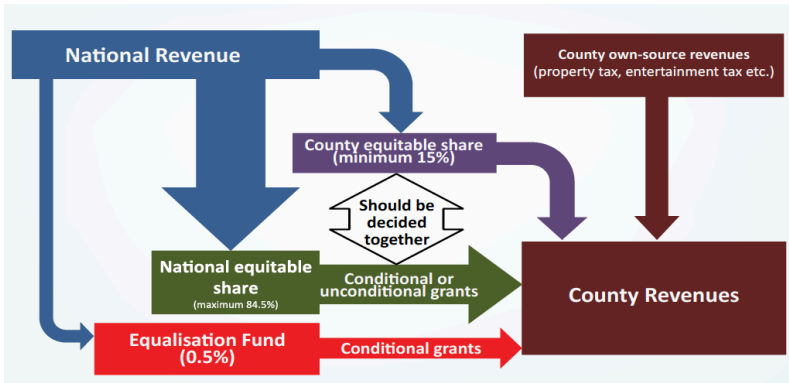 National Revenue
County own-source revenues
(property tax, entertainment tax etc.)
County equitable share
(minimum 15%)
Should be
decided
together
National equitable
share
(maximum 84.5%)
Conditional or
unconditional grants
County Revenues
Equalisation Fund
(0.5%)
Conditional grants